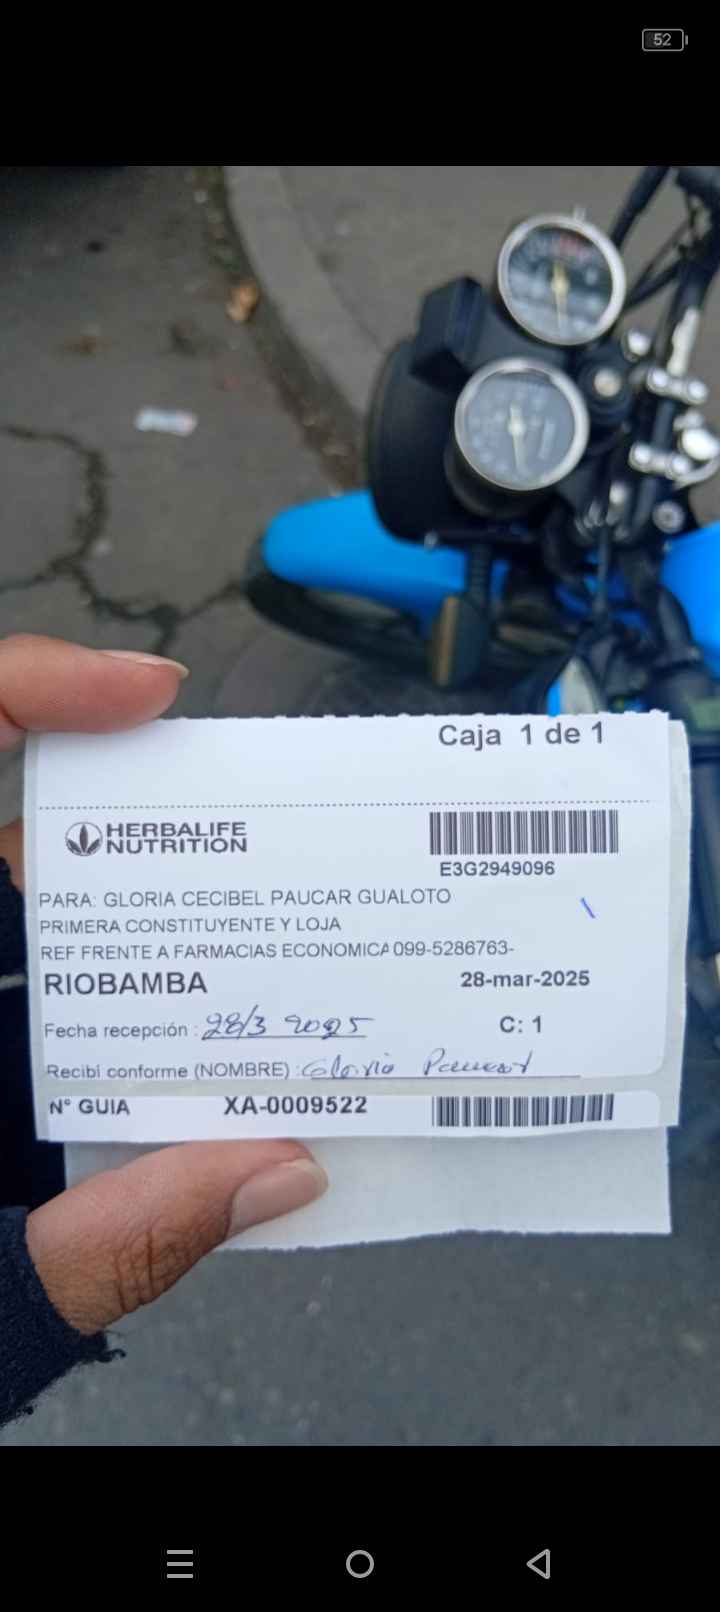 52
Caja 1 de 1
HERBALIFE
NUTRITION
E3G2949096
PARA: GLORIA CECIBEL PAUCAR GUALOTO
PRIMERA CONSTITUYENTE Y LOJA
REF FRENTE A FARMACIAS ECONOMICA 099-5286763-
RIOBAMBA 28-mar-2025
Fecha recepción : 28/3 2025
C: 1
Recibí conforme (NOMBRE) : Gloria Paucar
N° GUIA XA-0009522